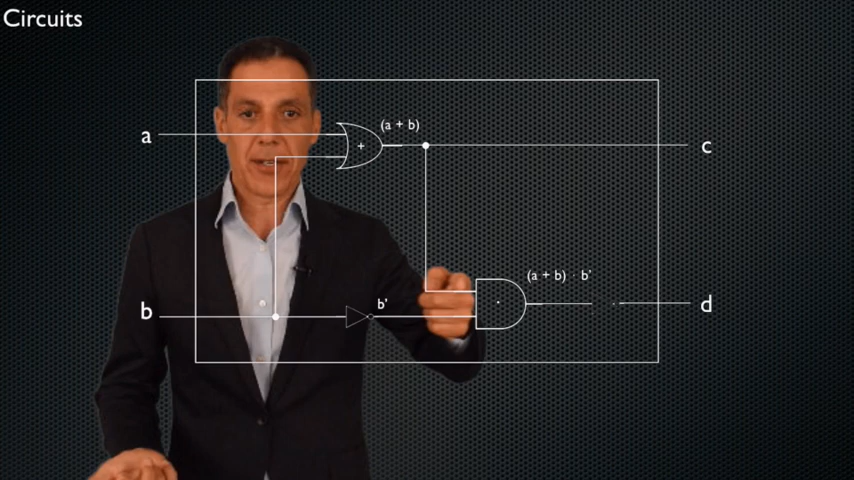 Circuits
a
+
(a + b)
c
b
b'
·
(a + b) · b'
d